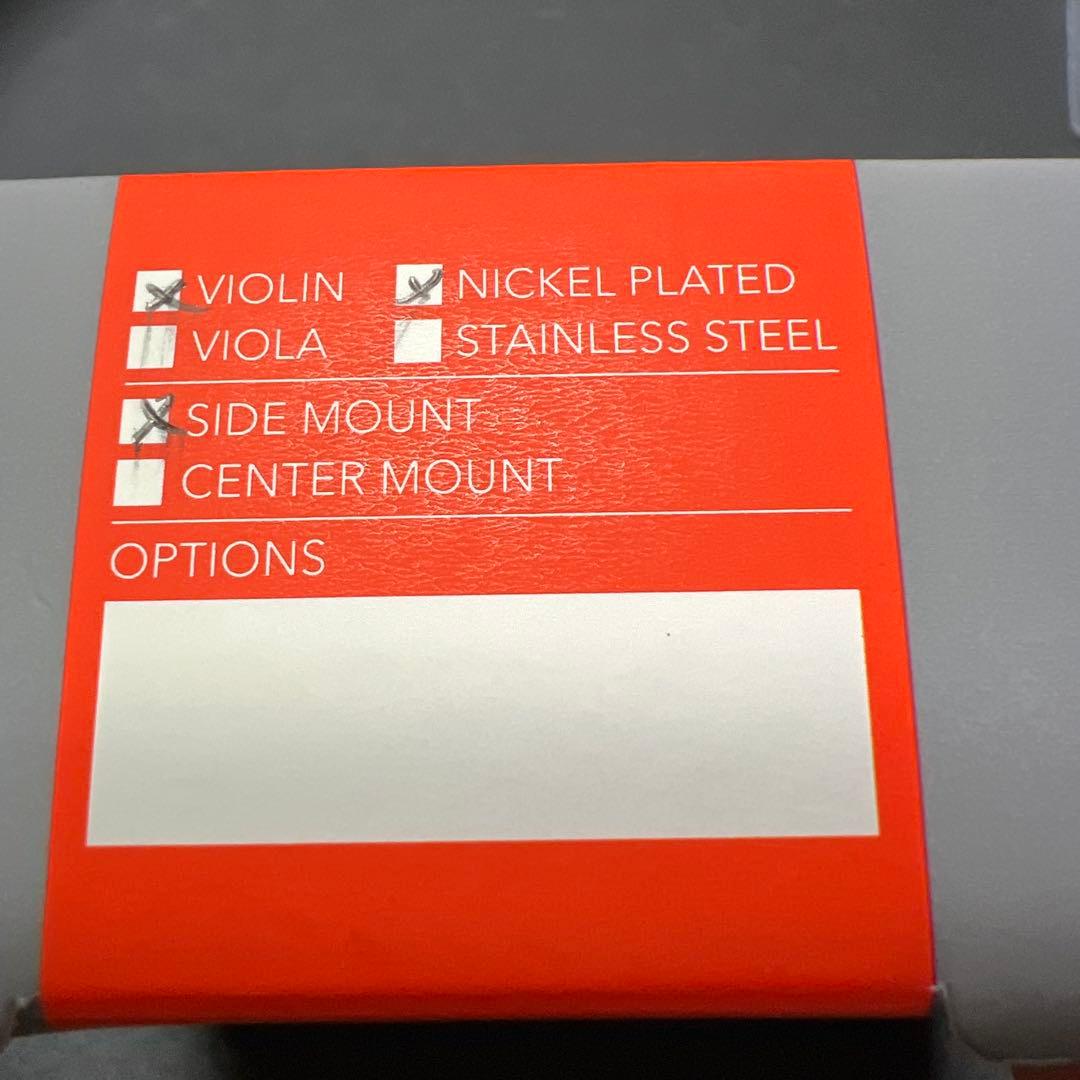 VIOLIN NICKEL PLATED
VIOLA STAINLESS STEEL
SIDE MOUNT
CENTER MOUNT
OPTIONS